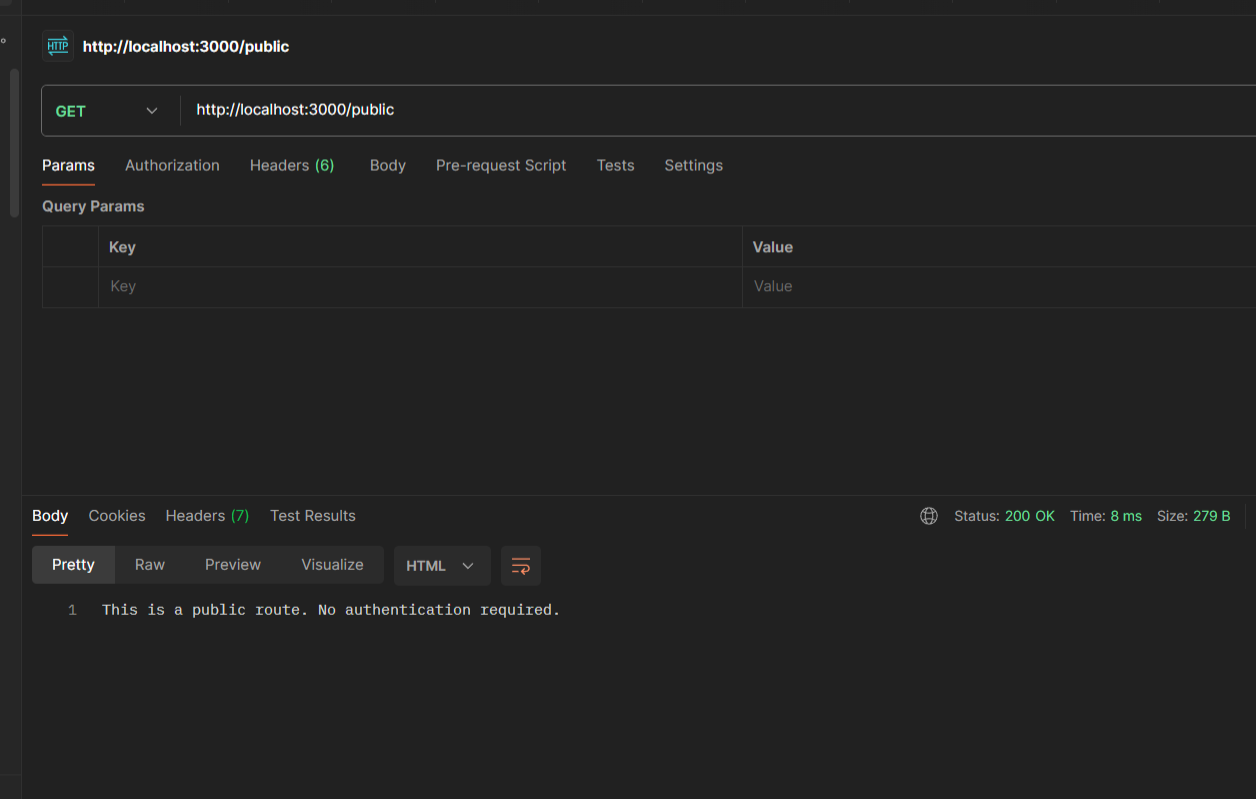 HTTP http://localhost:3000/public
GET http://localhost:3000/public
Params Authorization Headers (6) Body Pre-request Script Tests Settings
Query Params
Key Value
Key Value
Body Cookies Headers (7) Test Results Status: 200 OK Time: 8 ms Size: 279 B
Pretty Raw Preview Visualize HTML
1 This is a public route. No authentication required.